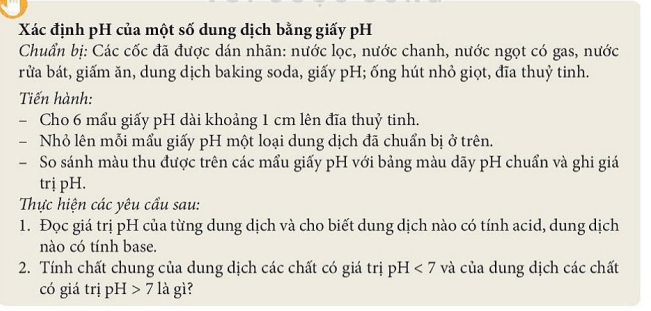 Xác định pH của một số dung dịch bằng giấy pH
Chuẩn bị: Các cốc đã được dán nhãn: nước lọc, nước chanh, nước ngọt có gas, nước
rửa bát, giấm ăn, dung dịch baking soda, giấy pH; ống hút nhỏ giọt, đĩa thuỷ tinh.
Tiến hành:
– Cho 6 mẩu giấy pH dài khoảng 1 cm lên đĩa thuỷ tinh.
– Nhỏ lên mỗi mẩu giấy pH một loại dung dịch đã chuẩn bị ở trên.
– So sánh màu thu được trên các mẩu giấy pH với bảng màu dãy pH chuẩn và ghi giá
trị pH.
Thực hiện các yêu cầu sau:
1. Đọc giá trị pH của từng dung dịch và cho biết dung dịch nào có tính acid, dung dịch
nào có tính base.
2. Tính chất chung của dung dịch các chất có giá trị pH < 7 và của dung dịch các chất
có giá trị pH > 7 là gì?